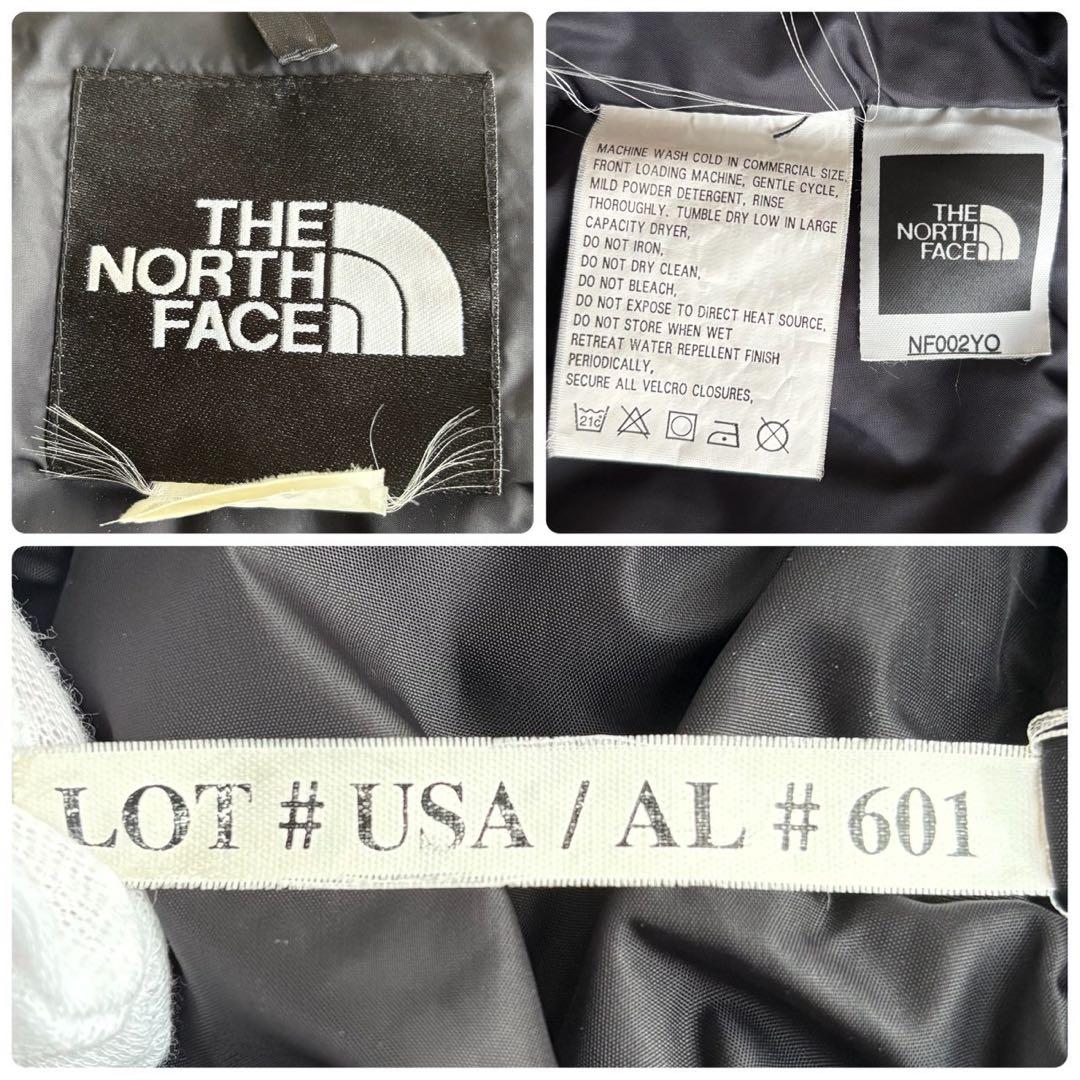 THE
NORTH
FACE
MACHINE WASH COLD IN COMMERCIAL SIZE,
FRONT LOADING MACHINE, GENTLE CYCLE,
MILD POWDER DETERGENT, RINSE
THOROUGHLY. TUMBLE DRY LOW IN LARGE
CAPACITY DRYER,
DO NOT IRON,
DO NOT DRY CLEAN,
DO NOT BLEACH,
DO NOT EXPOSE TO DIRECT HEAT SOURCE,
DO NOT STORE WHEN WET
RETREAT WATER REPELLENT FINISH
PERIODICALLY,
SECURE ALL VELCRO CLOSURES,
21c
THE
NORTH
FACE
NF002YO
LOT # USA / AL # 601